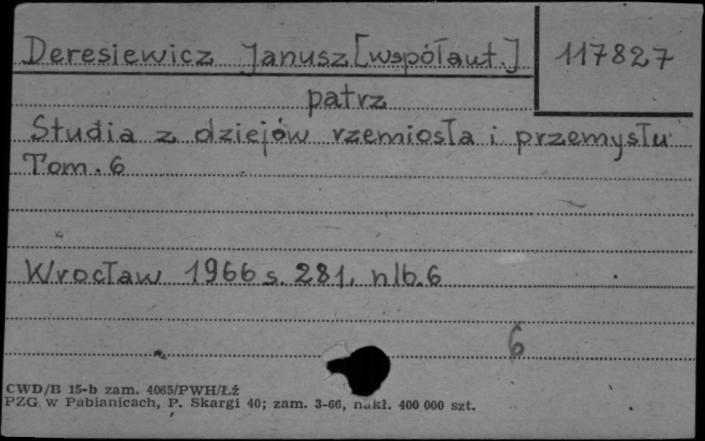 Deresiewicz Janusz [współaut.] 117827
patrz
Studia z dziejów rzemiosła i przemysłu
Tom. 6
Wrocław 1966 s. 281, nlb. 6
6
CWD/B 15-b zam. 4065/PWH/Łź
PZG w Pabianicach, P. Skargi 40; zam. 3-66, nakł. 400 000 szt.